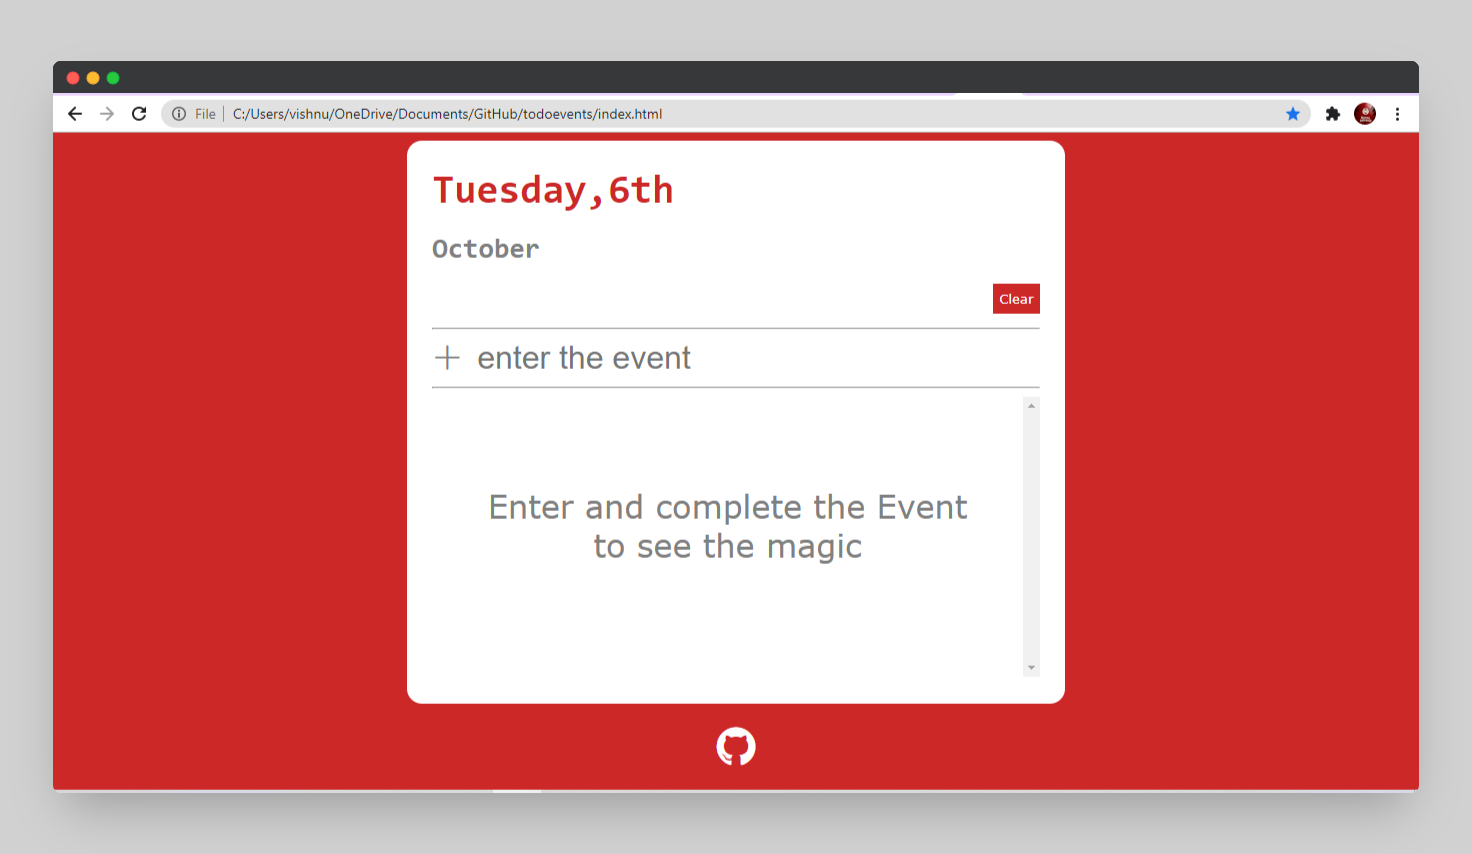 File C:/Users/vishnu/OneDrive/Documents/GitHub/todoevents/index.html
Tuesday,6th
October
Clear
enter the event
Enter and complete the Event
to see the magic